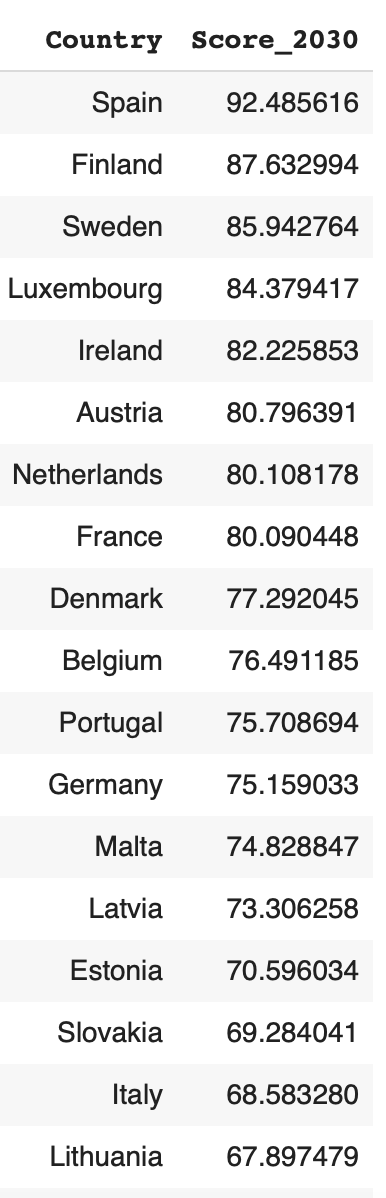 Country Score_2030
Spain 92.485616
Finland 87.632994
Sweden 85.942764
Luxembourg 84.379417
Ireland 82.225853
Austria 80.796391
Netherlands 80.108178
France 80.090448
Denmark 77.292045
Belgium 76.491185
Portugal 75.708694
Germany 75.159033
Malta 74.828847
Latvia 73.306258
Estonia 70.596034
Slovakia 69.284041
Italy 68.583280
Lithuania 67.897479